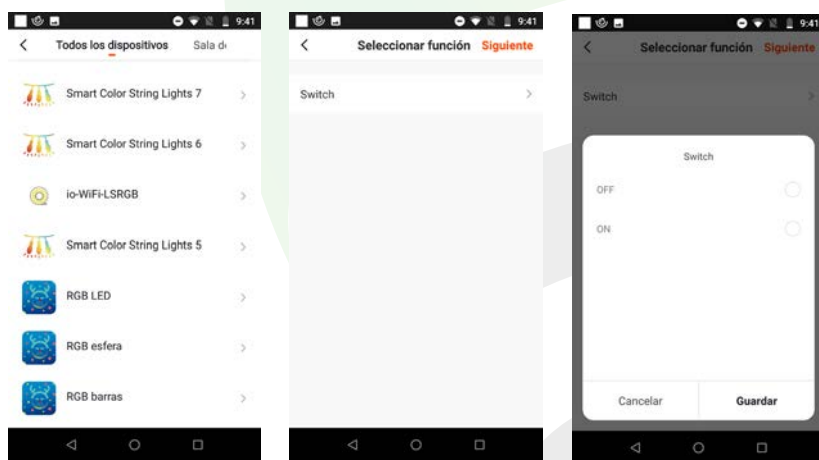 9:41
Todos los dispositivos Sala de
Smart Color String Lights 7
Smart Color String Lights 6
io-WiFi-LSRGB
Smart Color String Lights 5
RGB LED
RGB esfera
RGB barras
9:41
Seleccionar función Siguiente
Switch
9:41
Seleccionar función Siguiente
Switch
Switch
OFF
ON
Cancelar Guardar